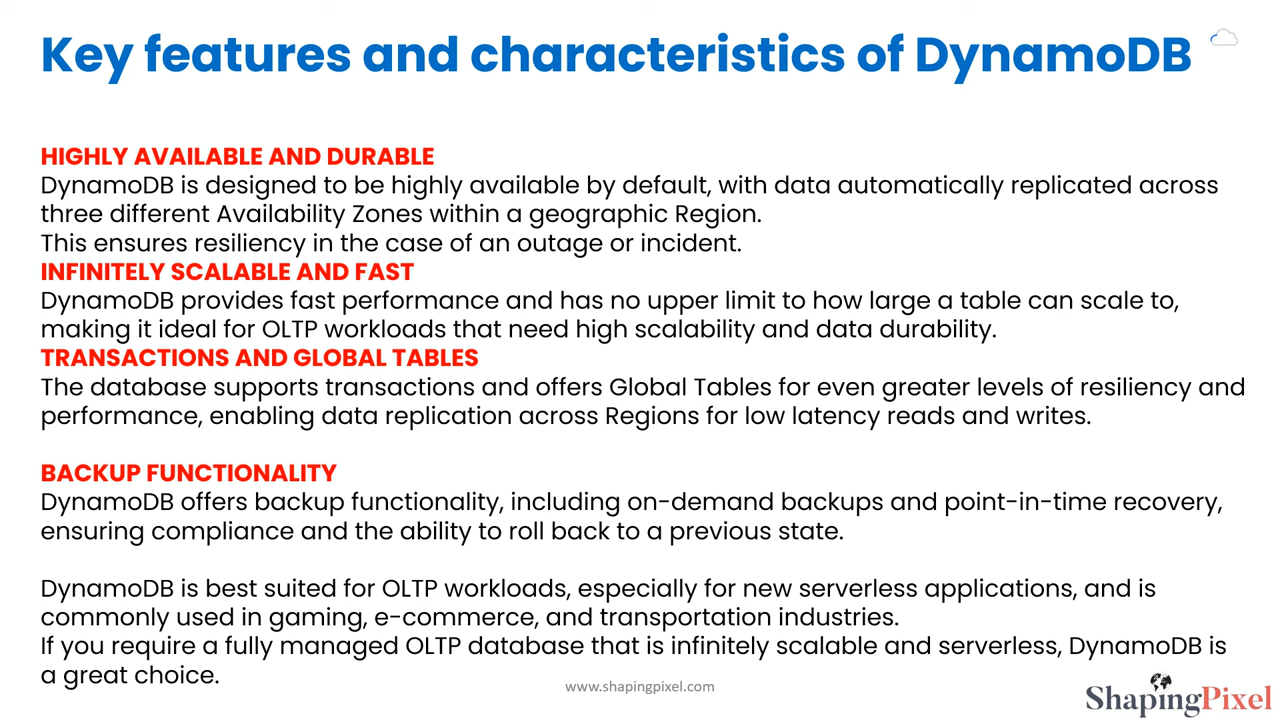 Key features and characteristics of DynamoDB
HIGHLY AVAILABLE AND DURABLE
DynamoDB is designed to be highly available by default, with data automatically replicated across
three different Availability Zones within a geographic Region.
This ensures resiliency in the case of an outage or incident.
INFINITELY SCALABLE AND FAST
DynamoDB provides fast performance and has no upper limit to how large a table can scale to,
making it ideal for OLTP workloads that need high scalability and data durability.
TRANSACTIONS AND GLOBAL TABLES
The database supports transactions and offers Global Tables for even greater levels of resiliency and
performance, enabling data replication across Regions for low latency reads and writes.
BACKUP FUNCTIONALITY
DynamoDB offers backup functionality, including on-demand backups and point-in-time recovery,
ensuring compliance and the ability to roll back to a previous state.
DynamoDB is best suited for OLTP workloads, especially for new serverless applications, and is
commonly used in gaming, e-commerce, and transportation industries.
If you require a fully managed OLTP database that is infinitely scalable and serverless, DynamoDB is
a great choice.
www.shapingpixel.com
ShapingPixel